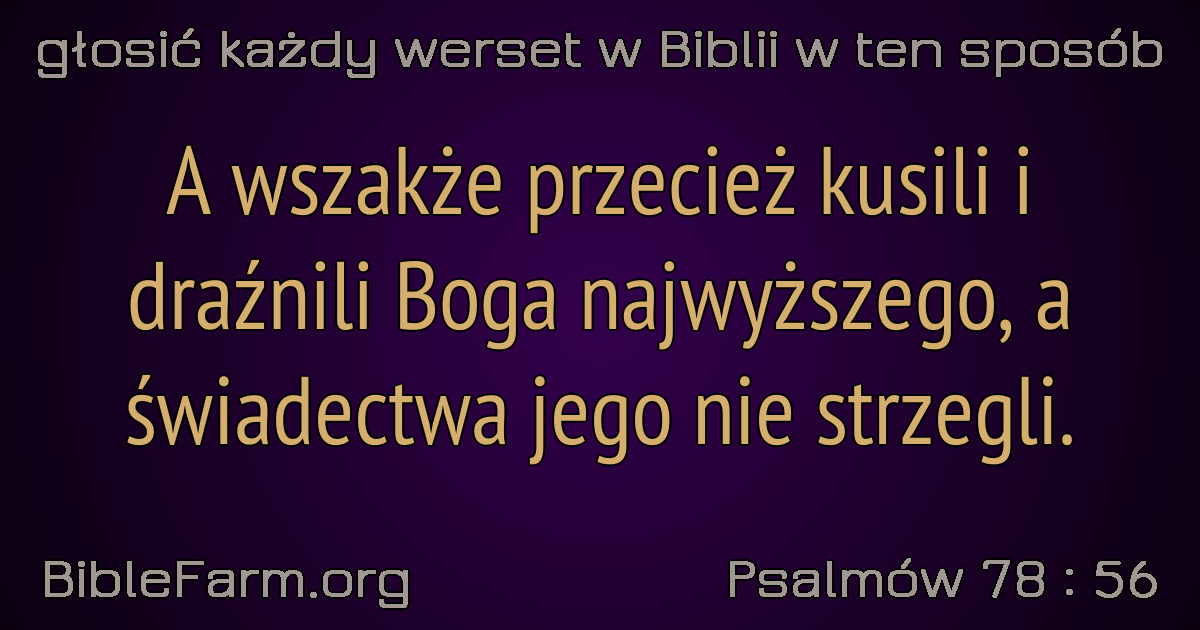 głosić każdy werset w Biblii w ten sposób
A wszakże przecież kusili i
draźnili Boga najwyższego, a
świadectwa jego nie strzegli.
BibleFarm.org
Psalmów 78 : 56